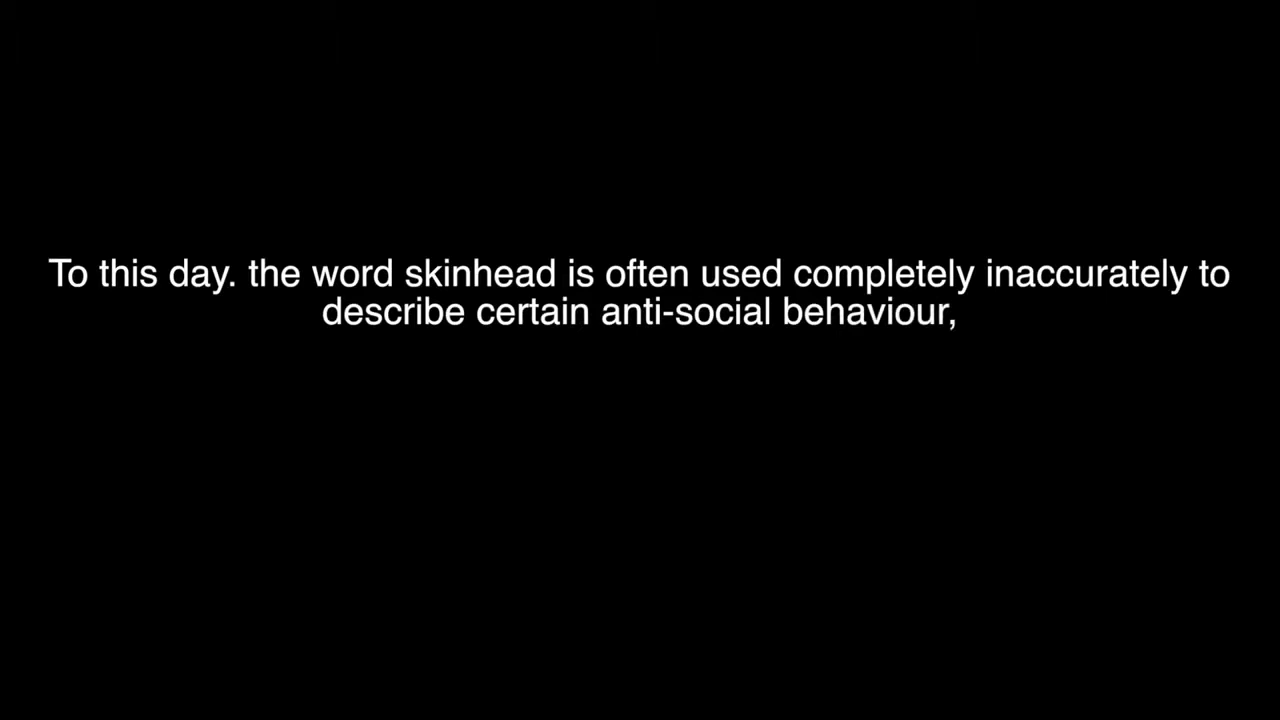 To this day. the word skinhead is often used completely inaccurately to
describe certain anti-social behaviour,